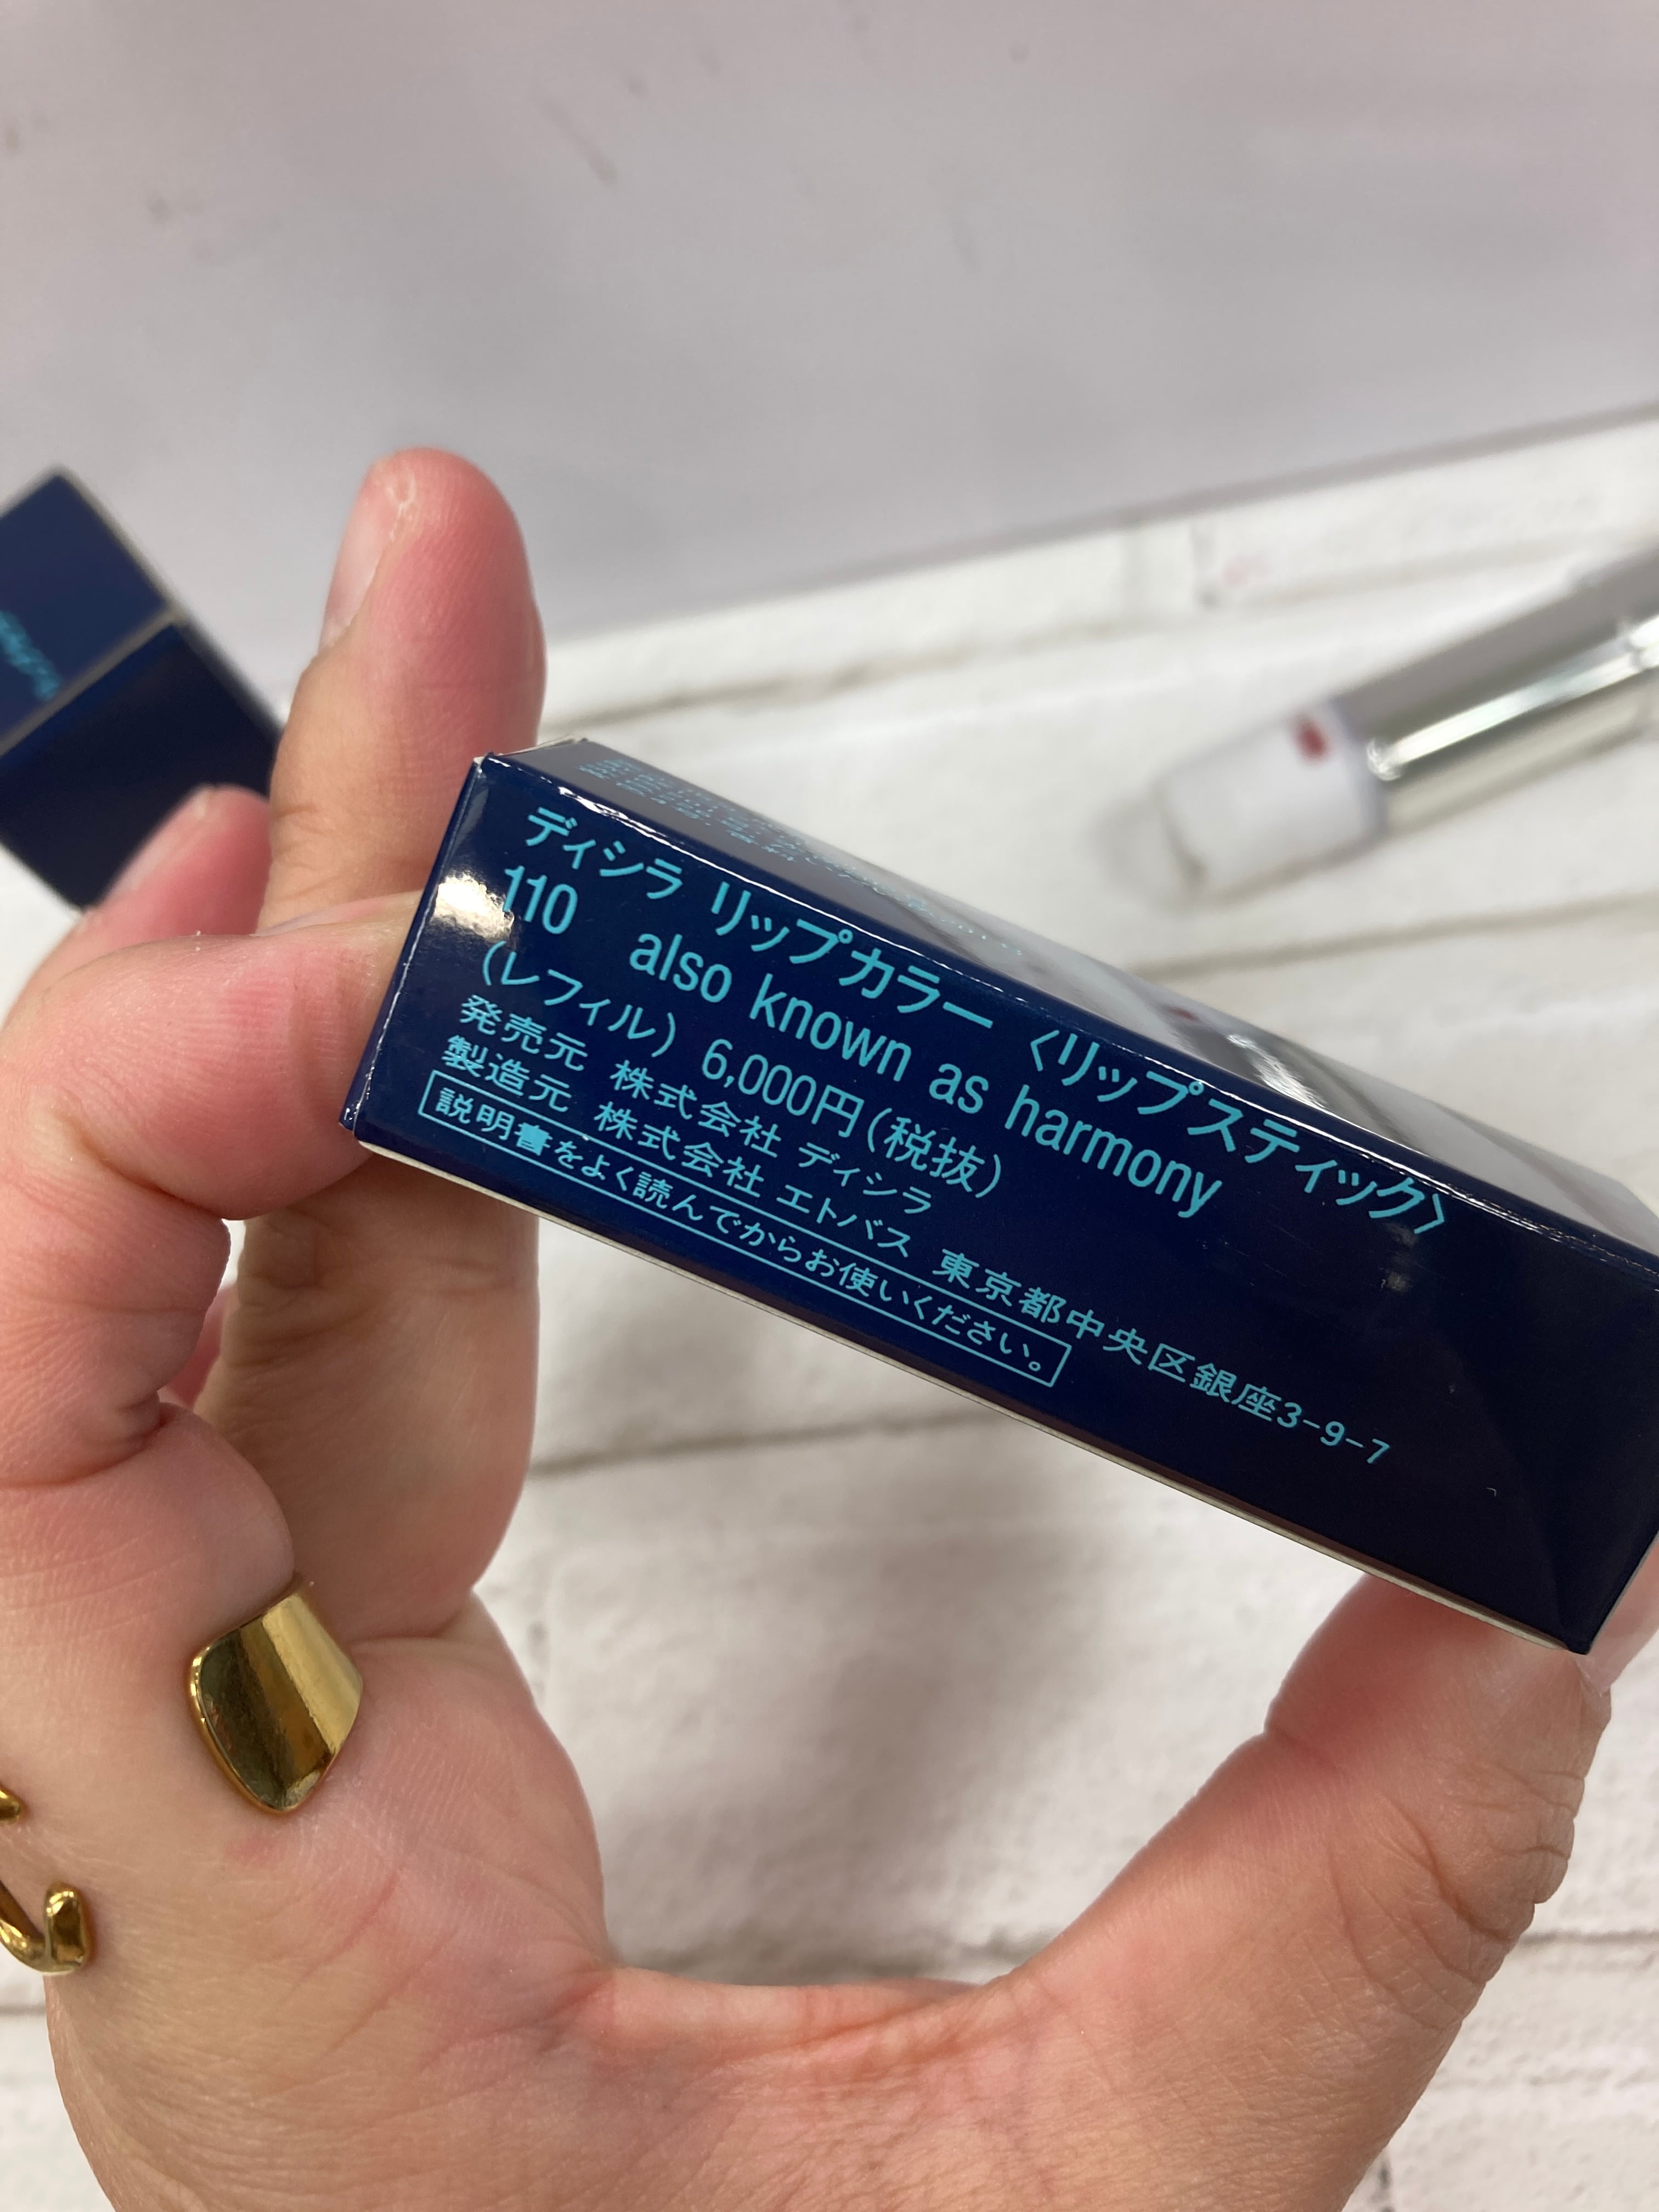 ディシラ リップカラー 〈リップスティック〉
110 also known as harmony
(レフィル) 6,000円(税抜)
発売元 株式会社 ディシラ
製造元 株式会社 エトバス 東京都中央区銀座3-9-7
説明書をよく読んでからお使いください。